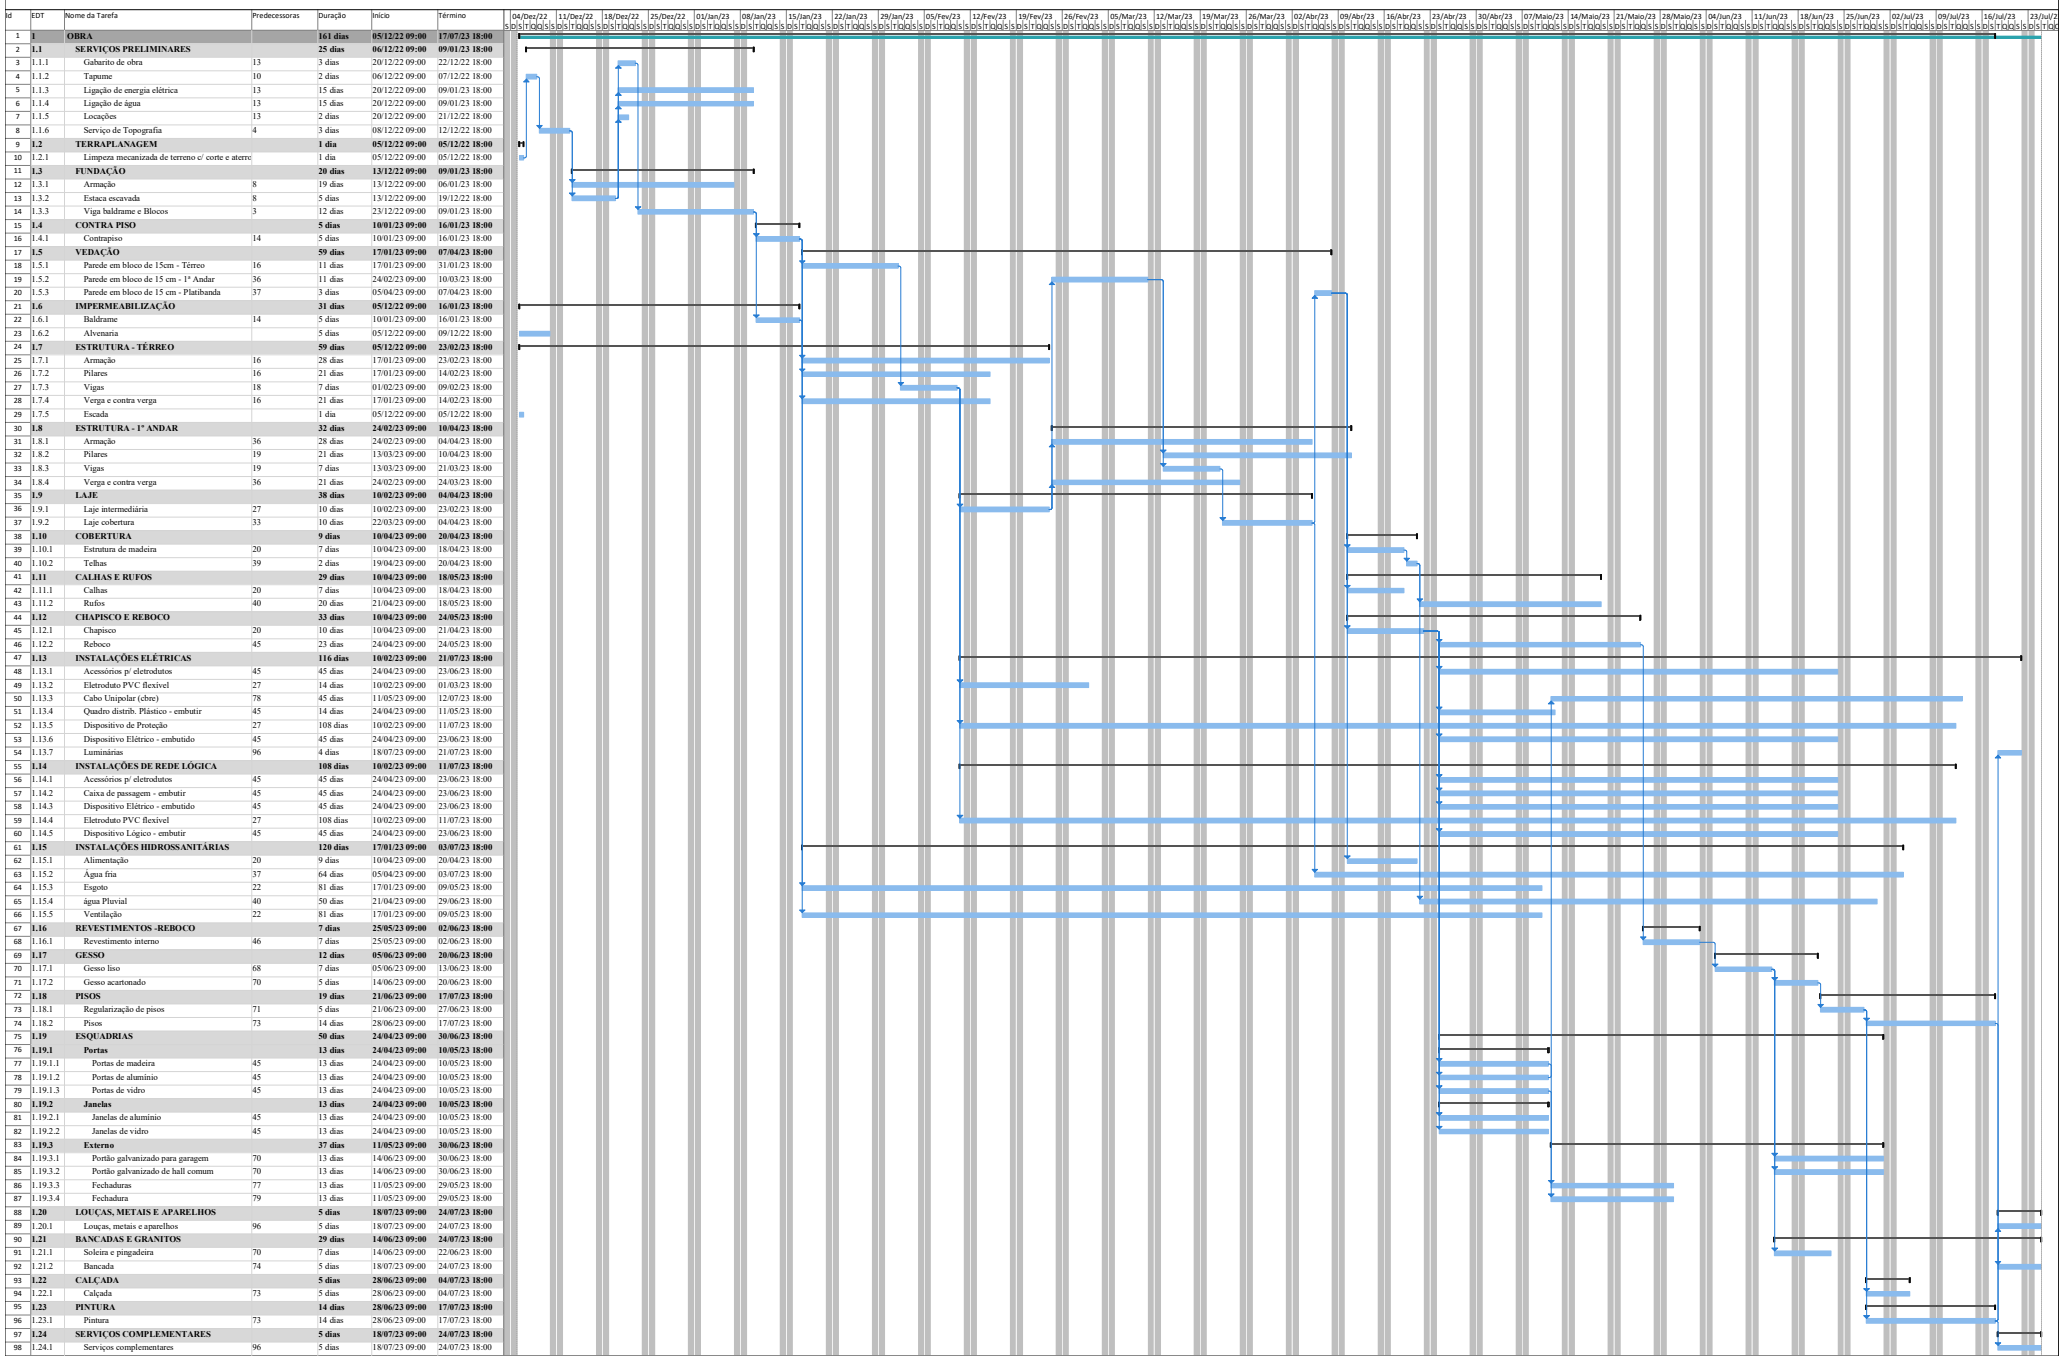 Id EDT Nome da Tarefa Predecessoras Duração Início Término 04/Dez/22 11/Dez/22 18/Dez/22 25/Dez/22 01/Jan/23 08/Jan/23 15/Jan/23 22/Jan/23 29/Jan/23 05/Fev/23 12/Fev/23 19/Fev/23 26/Fev/23 05/Mar/23 12/Mar/23 19/Mar/23 26/Mar/23 02/Abr/23 09/Abr/23 16/Abr/23 23/Abr/23 30/Abr/23 07/Maio/23 14/Maio/23 21/Maio/23 28/Maio/23 04/Jun/23 11/Jun/23 18/Jun/23 25/Jun/23 02/Jul/23 09/Jul/23 16/Jul/23 23/Jul/2
1 1 OBRA 161 dias 05/12/22 09:00 17/07/23 18:00
2 1.1 SERVIÇOS PRELIMINARES 25 dias 06/12/22 09:00 09/01/23 18:00
3 1.1.1 Gabarito de obra 13 3 dias 20/12/22 09:00 22/12/22 18:00
4 1.1.2 Tapume 10 2 dias 06/12/22 09:00 07/12/22 18:00
5 1.1.3 Ligação de energia elétrica 13 15 dias 20/12/22 09:00 09/01/23 18:00
6 1.1.4 Ligação de água 13 15 dias 20/12/22 09:00 09/01/23 18:00
7 1.1.5 Locações 13 2 dias 20/12/22 09:00 21/12/22 18:00
8 1.1.6 Serviço de Topografia 4 3 dias 08/12/22 09:00 12/12/22 18:00
9 1.2 TERRAPLANAGEM 1 dia 05/12/22 09:00 05/12/22 18:00
10 1.2.1 Limpeza mecanizada de terreno c/ corte e aterro 1 dia 05/12/22 09:00 05/12/22 18:00
11 1.3 FUNDAÇÃO 20 dias 13/12/22 09:00 09/01/23 18:00
12 1.3.1 Armação 8 19 dias 13/12/22 09:00 06/01/23 18:00
13 1.3.2 Estaca escavada 8 5 dias 13/12/22 09:00 19/12/22 18:00
14 1.3.3 Viga baldrame e Blocos 3 12 dias 23/12/22 09:00 09/01/23 18:00
15 1.4 CONTRA PISO 5 dias 10/01/23 09:00 16/01/23 18:00
16 1.4.1 Contrapiso 14 5 dias 10/01/23 09:00 16/01/23 18:00
17 1.5 VEDAÇÃO 59 dias 17/01/23 09:00 07/04/23 18:00
18 1.5.1 Parede em bloco de 15cm - Térreo 16 11 dias 17/01/23 09:00 31/01/23 18:00
19 1.5.2 Parede em bloco de 15 cm - 1ª Andar 36 11 dias 24/02/23 09:00 10/03/23 18:00
20 1.5.3 Parede em bloco de 15 cm - Platibanda 37 3 dias 05/04/23 09:00 07/04/23 18:00
21 1.6 IMPERMEABILIZAÇÃO 31 dias 05/12/22 09:00 16/01/23 18:00
22 1.6.1 Baldrame 14 5 dias 10/01/23 09:00 16/01/23 18:00
23 1.6.2 Alvenaria 5 dias 05/12/22 09:00 09/12/22 18:00
24 1.7 ESTRUTURA - TÉRREO 59 dias 05/12/22 09:00 23/02/23 18:00
25 1.7.1 Armação 16 28 dias 17/01/23 09:00 23/02/23 18:00
26 1.7.2 Pilares 16 21 dias 17/01/23 09:00 14/02/23 18:00
27 1.7.3 Vigas 18 7 dias 01/02/23 09:00 09/02/23 18:00
28 1.7.4 Verga e contra verga 16 21 dias 17/01/23 09:00 14/02/23 18:00
29 1.7.5 Escada 1 dia 05/12/22 09:00 05/12/22 18:00
30 1.8 ESTRUTURA - 1ª ANDAR 32 dias 24/02/23 09:00 10/04/23 18:00
31 1.8.1 Armação 36 28 dias 24/02/23 09:00 04/04/23 18:00
32 1.8.2 Pilares 19 21 dias 13/03/23 09:00 10/04/23 18:00
33 1.8.3 Vigas 19 7 dias 13/03/23 09:00 21/03/23 18:00
34 1.8.4 Verga e contra verga 36 21 dias 24/02/23 09:00 24/03/23 18:00
35 1.9 LAJE 38 dias 10/02/23 09:00 04/04/23 18:00
36 1.9.1 Laje intermediária 27 10 dias 10/02/23 09:00 23/02/23 18:00
37 1.9.2 Laje cobertura 33 10 dias 22/03/23 09:00 04/04/23 18:00
38 1.10 COBERTURA 9 dias 10/04/23 09:00 20/04/23 18:00
39 1.10.1 Estrutura de madeira 20 7 dias 10/04/23 09:00 18/04/23 18:00
40 1.10.2 Telhas 39 2 dias 19/04/23 09:00 20/04/23 18:00
41 1.11 CALHAS E RUFOS 29 dias 10/04/23 09:00 18/05/23 18:00
42 1.11.1 Calhas 20 7 dias 10/04/23 09:00 18/04/23 18:00
43 1.11.2 Rufos 40 20 dias 21/04/23 09:00 18/05/23 18:00
44 1.12 CHAPISCO E REBOCO 33 dias 10/04/23 09:00 24/05/23 18:00
45 1.12.1 Chapisco 20 10 dias 10/04/23 09:00 21/04/23 18:00
46 1.12.2 Reboco 45 23 dias 24/04/23 09:00 24/05/23 18:00
47 1.13 INSTALAÇÕES ELÉTRICAS 116 dias 10/02/23 09:00 21/07/23 18:00
48 1.13.1 Acessórios p/ eletrodutos 45 45 dias 24/04/23 09:00 23/06/23 18:00
49 1.13.2 Eletroduto PVC flexível 27 14 dias 10/02/23 09:00 01/03/23 18:00
50 1.13.3 Cabo Unipolar (cbre) 78 45 dias 11/05/23 09:00 12/07/23 18:00
51 1.13.4 Quadro distrib. Plástico - embutir 45 14 dias 24/04/23 09:00 11/05/23 18:00
52 1.13.5 Dispositivo de Proteção 27 108 dias 10/02/23 09:00 11/07/23 18:00
53 1.13.6 Dispositivo Elétrico - embutido 45 45 dias 24/04/23 09:00 23/06/23 18:00
54 1.13.7 Luminárias 96 4 dias 18/07/23 09:00 21/07/23 18:00
55 1.14 INSTALAÇÕES DE REDE LÓGICA 108 dias 10/02/23 09:00 11/07/23 18:00
56 1.14.1 Acessórios p/ eletrodutos 45 45 dias 24/04/23 09:00 23/06/23 18:00
57 1.14.2 Caixa de passagem - embutir 45 45 dias 24/04/23 09:00 23/06/23 18:00
58 1.14.3 Dispositivo Elétrico - embutido 45 45 dias 24/04/23 09:00 23/06/23 18:00
59 1.14.4 Eletroduto PVC flexível 27 108 dias 10/02/23 09:00 11/07/23 18:00
60 1.14.5 Dispositivo Lógico - embutir 45 45 dias 24/04/23 09:00 23/06/23 18:00
61 1.15 INSTALAÇÕES HIDROSSANITÁRIAS 120 dias 17/01/23 09:00 03/07/23 18:00
62 1.15.1 Alimentação 20 9 dias 10/04/23 09:00 20/04/23 18:00
63 1.15.2 Água fria 37 64 dias 05/04/23 09:00 03/07/23 18:00
64 1.15.3 Esgoto 22 81 dias 17/01/23 09:00 09/05/23 18:00
65 1.15.4 água Pluvial 40 50 dias 21/04/23 09:00 29/06/23 18:00
66 1.15.5 Ventilação 22 81 dias 17/01/23 09:00 09/05/23 18:00
67 1.16 REVESTIMENTOS -REBOCO 7 dias 25/05/23 09:00 02/06/23 18:00
68 1.16.1 Revestimento interno 46 7 dias 25/05/23 09:00 02/06/23 18:00
69 1.17 GESSO 12 dias 05/06/23 09:00 20/06/23 18:00
70 1.17.1 Gesso liso 68 7 dias 05/06/23 09:00 13/06/23 18:00
71 1.17.2 Gesso acartonado 70 5 dias 14/06/23 09:00 20/06/23 18:00
72 1.18 PISOS 19 dias 21/06/23 09:00 17/07/23 18:00
73 1.18.1 Regularização de pisos 71 5 dias 21/06/23 09:00 27/06/23 18:00
74 1.18.2 Pisos 73 14 dias 28/06/23 09:00 17/07/23 18:00
75 1.19 ESQUADRIAS 50 dias 24/04/23 09:00 30/06/23 18:00
76 1.19.1 Portas 13 dias 24/04/23 09:00 10/05/23 18:00
77 1.19.1.1 Portas de madeira 45 13 dias 24/04/23 09:00 10/05/23 18:00
78 1.19.1.2 Portas de alumínio 45 13 dias 24/04/23 09:00 10/05/23 18:00
79 1.19.1.3 Portas de vidro 45 13 dias 24/04/23 09:00 10/05/23 18:00
80 1.19.2 Janelas 13 dias 24/04/23 09:00 10/05/23 18:00
81 1.19.2.1 Janelas de alumínio 45 13 dias 24/04/23 09:00 10/05/23 18:00
82 1.19.2.2 Janelas de vidro 45 13 dias 24/04/23 09:00 10/05/23 18:00
83 1.19.3 Externo 37 dias 11/05/23 09:00 30/06/23 18:00
84 1.19.3.1 Portão galvanizado para garagem 70 13 dias 14/06/23 09:00 30/06/23 18:00
85 1.19.3.2 Portão galvanizado de hall comum 70 13 dias 14/06/23 09:00 30/06/23 18:00
86 1.19.3.3 Fechaduras 77 13 dias 11/05/23 09:00 29/05/23 18:00
87 1.19.3.4 Fechadura 79 13 dias 11/05/23 09:00 29/05/23 18:00
88 1.20 LOUÇAS, METAIS E APARELHOS 5 dias 18/07/23 09:00 24/07/23 18:00
89 1.20.1 Louças, metais e aparelhos 96 5 dias 18/07/23 09:00 24/07/23 18:00
90 1.21 BANCADAS E GRANITOS 29 dias 14/06/23 09:00 24/07/23 18:00
91 1.21.1 Soleira e pingadeira 70 7 dias 14/06/23 09:00 22/06/23 18:00
92 1.21.2 Bancada 74 5 dias 18/07/23 09:00 24/07/23 18:00
93 1.22 CALÇADA 5 dias 28/06/23 09:00 04/07/23 18:00
94 1.22.1 Calçada 73 5 dias 28/06/23 09:00 04/07/23 18:00
95 1.23 PINTURA 14 dias 28/06/23 09:00 17/07/23 18:00
96 1.23.1 Pintura 73 14 dias 28/06/23 09:00 17/07/23 18:00
97 1.24 SERVIÇOS COMPLEMENTARES 5 dias 18/07/23 09:00 24/07/23 18:00
98 1.24.1 Serviços complementares 96 5 dias 18/07/23 09:00 24/07/23 18:00